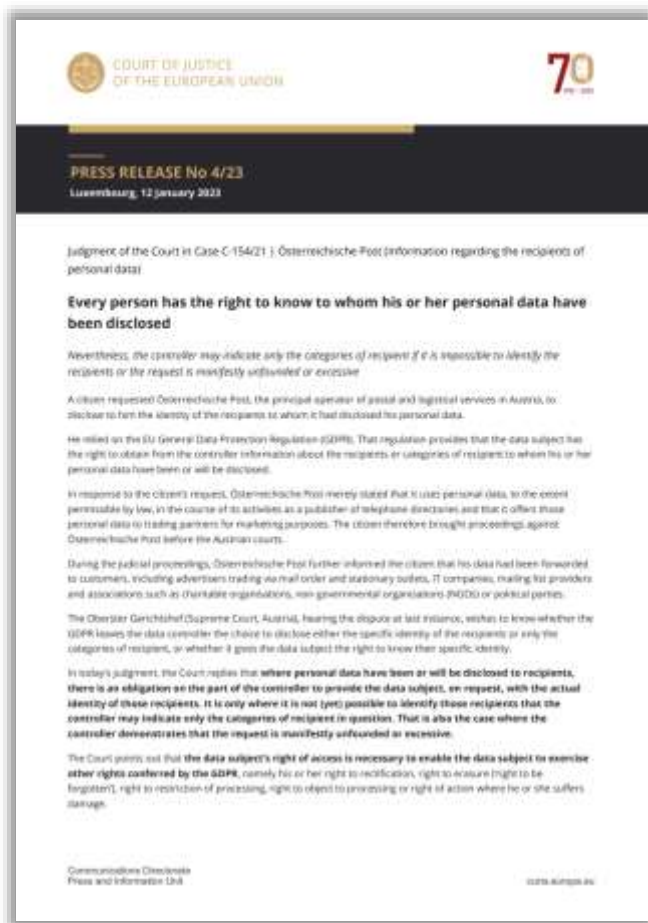 COURT OF JUSTICE
OF THE EUROPEAN UNION
70
PRESS RELEASE No 4/23
Luxembourg, 12 January 2023
Judgment of the Court in Case C-154/21 | Österreichische Post (Information regarding the recipients of
personal data)
Every person has the right to know to whom his or her personal data have
been disclosed
Nevertheless, the controller may indicate only the categories of recipient if it is impossible to identify the
recipients or the request is manifestly unfounded or excessive
A citizen requested Österreichische Post, the principal operator of postal and logistical services in Austria, to
disclose to him the identity of the recipients to whom it had disclosed his personal data.
He relied on the EU General Data Protection Regulation (GDPR). That regulation provides that the data subject has
the right to obtain from the controller information about the recipients or categories of recipient to whom his or her
personal data have been or will be disclosed.
In response to the citizen's request, Österreichische Post merely stated that it uses personal data, to the extent
permissible by law, in the course of its activities as a publisher of telephone directories and that it offers those
personal data to trading partners for marketing purposes. The citizen therefore brought proceedings against
Österreichische Post before the Austrian courts.
During the judicial proceedings, Österreichische Post further informed the citizen that his data had been forwarded
to customers, including advertisers trading via mail order and stationary outlets, IT companies, mailing list providers
and associations such as charitable organisations, non-governmental organisations (NGOs) or political parties.
The Oberster Gerichtshof (Supreme Court, Austria), hearing the dispute at last instance, wishes to know whether the
GDPR leaves the data controller the choice to disclose either the specific identity of the recipients or only the
categories of recipient, or whether it gives the data subject the right to know their specific identity.
In today's judgment, the Court replies that where personal data have been or will be disclosed to recipients,
there is an obligation on the part of the controller to provide the data subject, on request, with the actual
identity of those recipients. It is only where it is not (yet) possible to identify those recipients that the
controller may indicate only the categories of recipient in question. That is also the case where the
controller demonstrates that the request is manifestly unfounded or excessive.
The Court points out that the data subject's right of access is necessary to enable the data subject to exercise
other rights conferred by the GDPR, namely his or her right to rectification, right to erasure ('right to be
forgotten'), right to restriction of processing, right to object to processing or right of action where he or she suffers
damage.
Communications Directorate
Press and Information Unit
curia.europa.eu